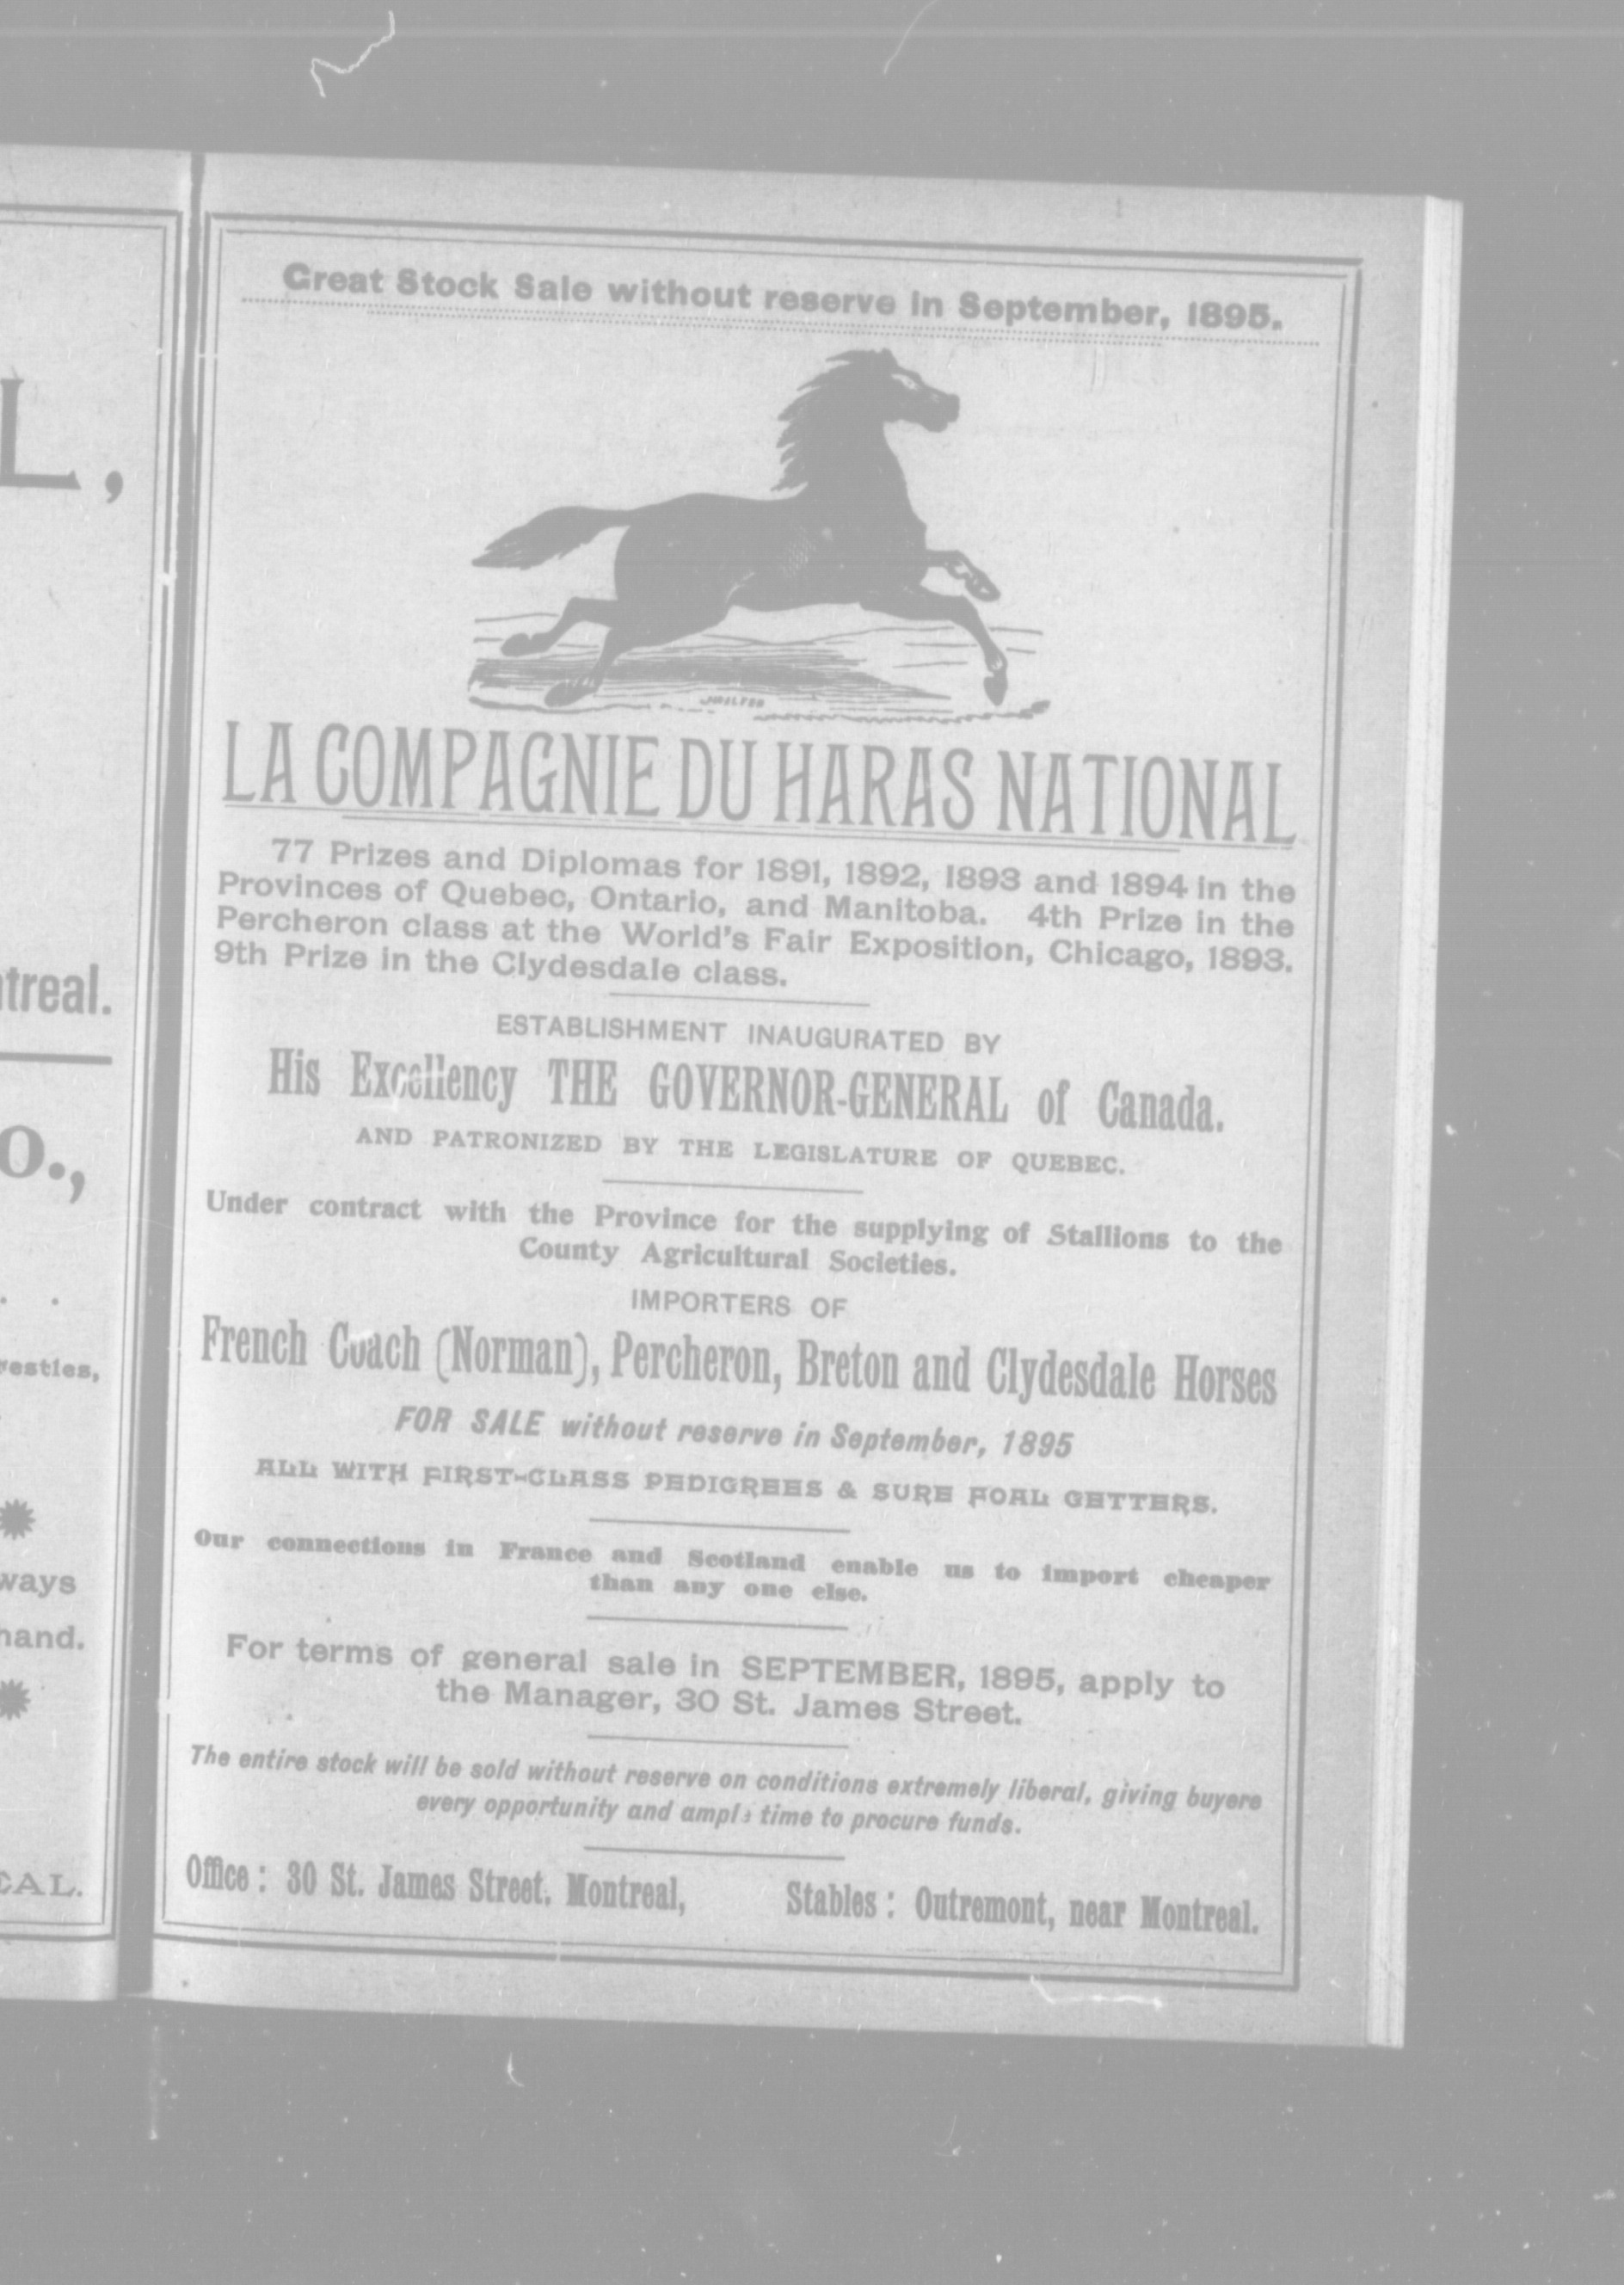 L,
treal.
o.,
ways
hand.
CAL.
Great Stock Sale without reserve in September, 1895.
LA COMPAGNIE DU HARAS NATIONAL
77 Prizes and Diplomas for 1891, 1892, 1893 and 1894 in the
Provinces of Quebec, Ontario, and Manitoba. 4th Prize in the
Percheron class at the World's Fair Exposition, Chicago, 1893.
9th Prize in the Clydesdale class.
ESTABLISHMENT INAUGURATED BY
His Excellency THE GOVERNOR-GENERAL of Canada.
AND PATRONIZED BY THE LEGISLATURE OF QUEBEC.
Under contract with the Province for the supplying of Stallions to the
County Agricultural Societies.
IMPORTERS OF
French Coach (Norman), Percheron, Breton and Clydesdale Horses
FOR SALE without reserve in September, 1895
ALL WITH FIRST-CLASS PEDIGREES & SURE FOAL GETTERS.
Our connections in France and Scotland enable us to import cheaper
than any one else.
For terms of general sale in SEPTEMBER, 1895, apply to
the Manager, 30 St. James Street.
The entire stock will be sold without reserve on conditions extremely liberal, giving buyers
every opportunity and ample time to procure funds.
Office : 30 St. James Street, Montreal, Stables : Outremont, near Montreal.